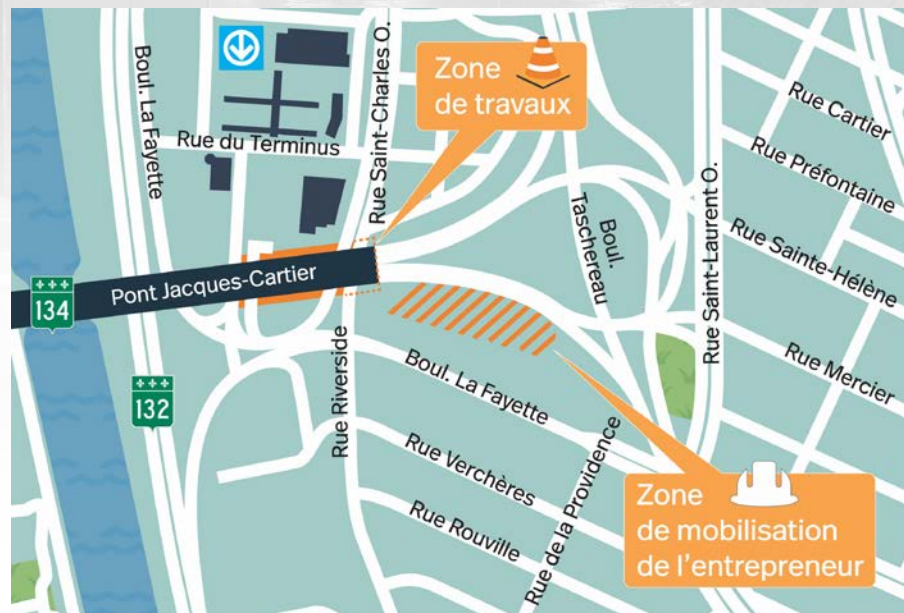 Boul. La Fayette
Rue Saint-Charles O.
Zone
de travaux
Rue du Terminus
Rue Cartier
Rue Préfontaine
Boul.
Taschereau
Rue Saint-Laurent O.
Rue Sainte-Hélène
Pont Jacques-Cartier
134
Rue Mercier
132
Rue Riverside
Boul. La Fayette
Rue Verchères
Rue Rouville
Rue de la Providence
Zone
de mobilisation
de l'entrepreneur